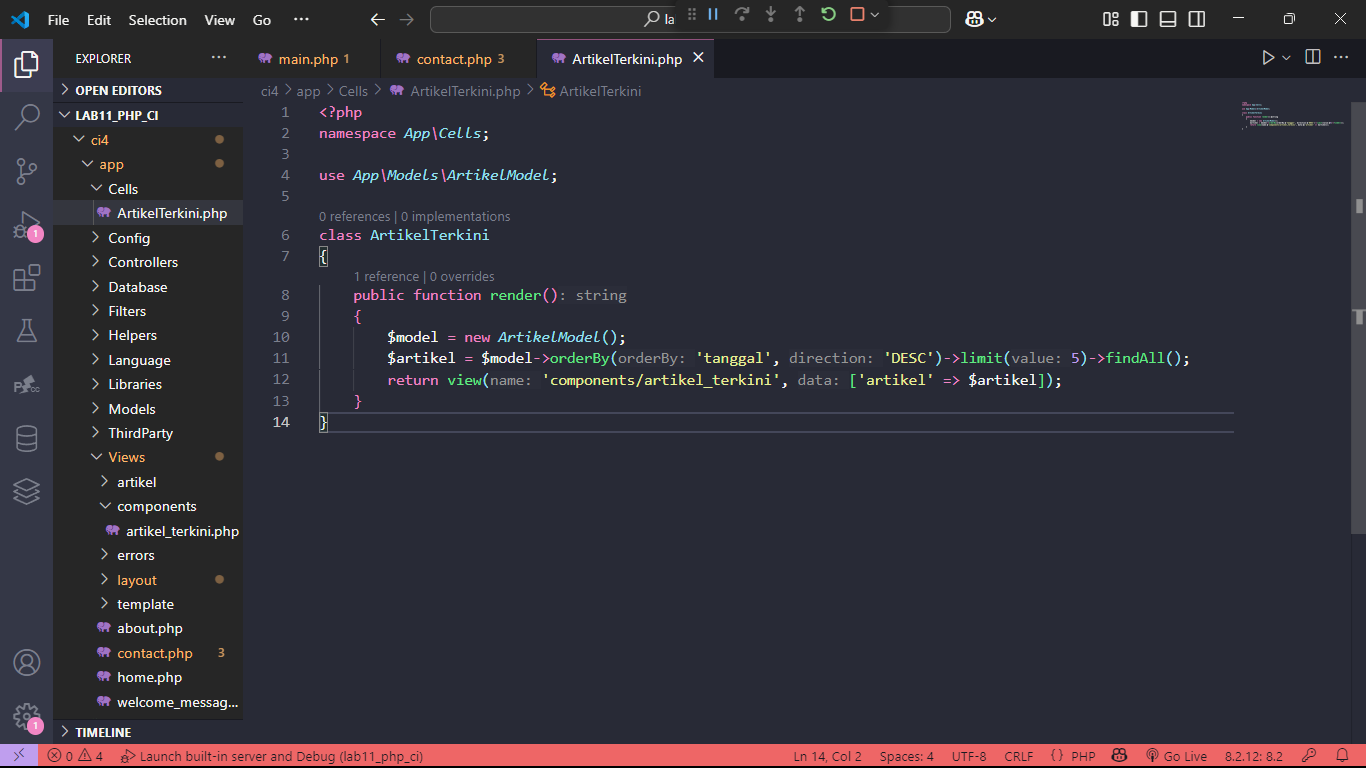 File Edit Selection View Go ··· la
EXPLORER ···
OPEN EDITORS
LAB11_PHP_CI
ci4
app
Cells
ArtikelTerkini.php
Config
Controllers
Database
Filters
Helpers
Language
Libraries
Models
ThirdParty
Views
artikel
components
artikel_terkini.php
errors
layout
template
about.php
contact.php 3
home.php
welcome_messag...
TIMELINE
1
1
main.php 1 contact.php 3 ArtikelTerkini.php
ci4 > app > Cells > ArtikelTerkini.php > ArtikelTerkini
1 <?php
2 namespace App\Cells;
3
4 use App\Models\ArtikelModel;
5
0 references | 0 implementations
6 class ArtikelTerkini
7 {
1 reference | 0 overrides
8 public function render(): string
9 {
10 $model = new ArtikelModel();
11 $artikel = $model->orderBy(orderBy: 'tanggal', direction: 'DESC')->limit(value: 5)->findAll();
12 return view(name: 'components/artikel_terkini', data: ['artikel' => $artikel]);
13 }
14 }
0 4 Launch built-in server and Debug (lab11_php_ci) Ln 14, Col 2 Spaces: 4 UTF-8 CRLF {} PHP Go Live 8.2.12: 8.2